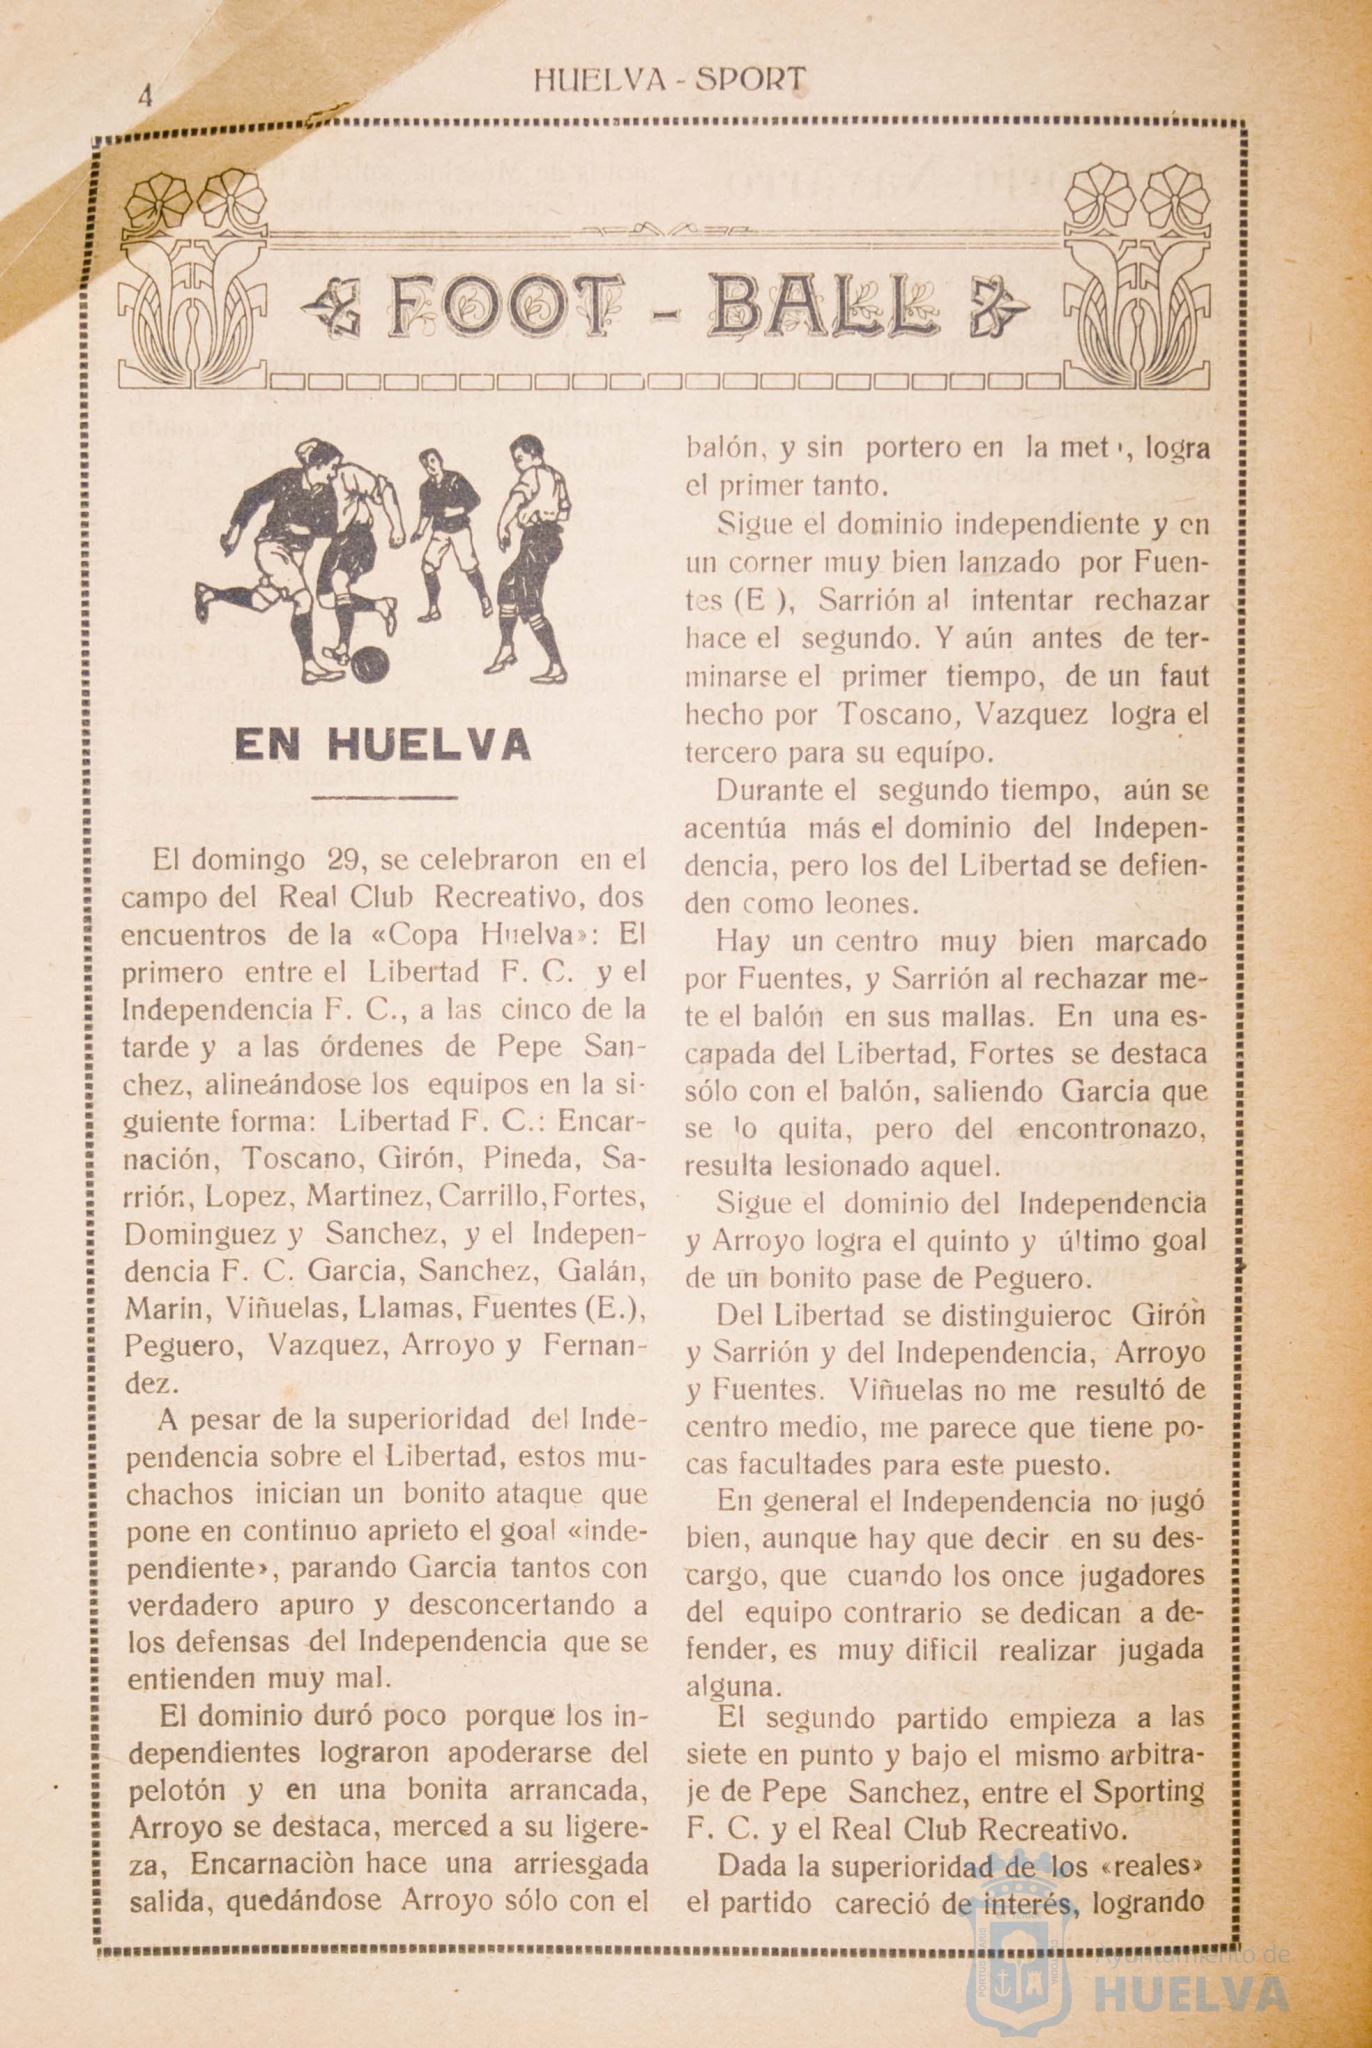 4
HUELVA - SPORT
FOOT - BALL
EN HUELVA
El domingo 29, se celebraron en el
campo del Real Club Recreativo, dos
encuentros de la «Copa Huelva»: El
primero entre el Libertad F. C. y el
Independencia F. C., a las cinco de la
tarde y a las órdenes de Pepe San-
chez, alineándose los equipos en la si-
guiente forma: Libertad F. C.: Encar-
nación, Toscano, Girón, Pineda, Sa-
rrión, Lopez, Martinez, Carrillo, Fortes,
Dominguez y Sanchez, y el Indepen-
dencia F. C. Garcia, Sanchez, Galán,
Marin, Viñuelas, Llamas, Fuentes (E.),
Peguero, Vazquez, Arroyo y Fernan-
dez.
A pesar de la superioridad del Inde-
pendencia sobre el Libertad, estos mu-
chachos inician un bonito ataque que
pone en continuo aprieto el goal «inde-
pendiente», parando Garcia tantos con
verdadero apuro y desconcertando a
los defensas del Independencia que se
entienden muy mal.
El dominio duró poco porque los in-
dependientes lograron apoderarse del
pelotón y en una bonita arrancada,
Arroyo se destaca, merced a su ligere-
za, Encarnaciòn hace una arriesgada
salida, quedándose Arroyo sólo con el
balón, y sin portero en la met', logra
el primer tanto.
Sigue el dominio independiente y en
un corner muy bien lanzado por Fuen-
tes (E ), Sarrión al intentar rechazar
hace el segundo. Y aún antes de ter-
minarse el primer tiempo, de un faut
hecho por Toscano, Vazquez logra el
tercero para su equípo.
Durante el segundo tiempo, aún se
acentúa más el dominio del Indepen-
dencia, pero los del Libertad se defien-
den como leones.
Hay un centro muy bien marcado
por Fuentes, y Sarrión al rechazar me-
te el balón en sus mallas. En una es-
capada del Libertad, Fortes se destaca
sólo con el balón, saliendo Garcia que
se lo quita, pero del encontronazo,
resulta lesionado aquel.
Sigue el dominio del Independencia
y Arroyo logra el quinto y último goal
de un bonito pase de Peguero.
Del Libertad se distinguieroc Girón
y Sarrión y del Independencia, Arroyo
y Fuentes. Viñuelas no me resultó de
centro medio, me parece que tiene po-
cas facultades para este puesto.
En general el Independencia no jugó
bien, aunque hay que decir en su des-
cargo, que cuando los once jugadores
del equipo contrario se dedican a de-
fender, es muy dificil realizar jugada
alguna.
El segundo partido empieza a las
siete en punto y bajo el mismo arbitra-
je de Pepe Sanchez, entre el Sporting
F. C. y el Real Club Recreativo.
Dada la superioridad de los «reales»
el partido careció de interés, logrando
Ayuntamiento de
HUELVA